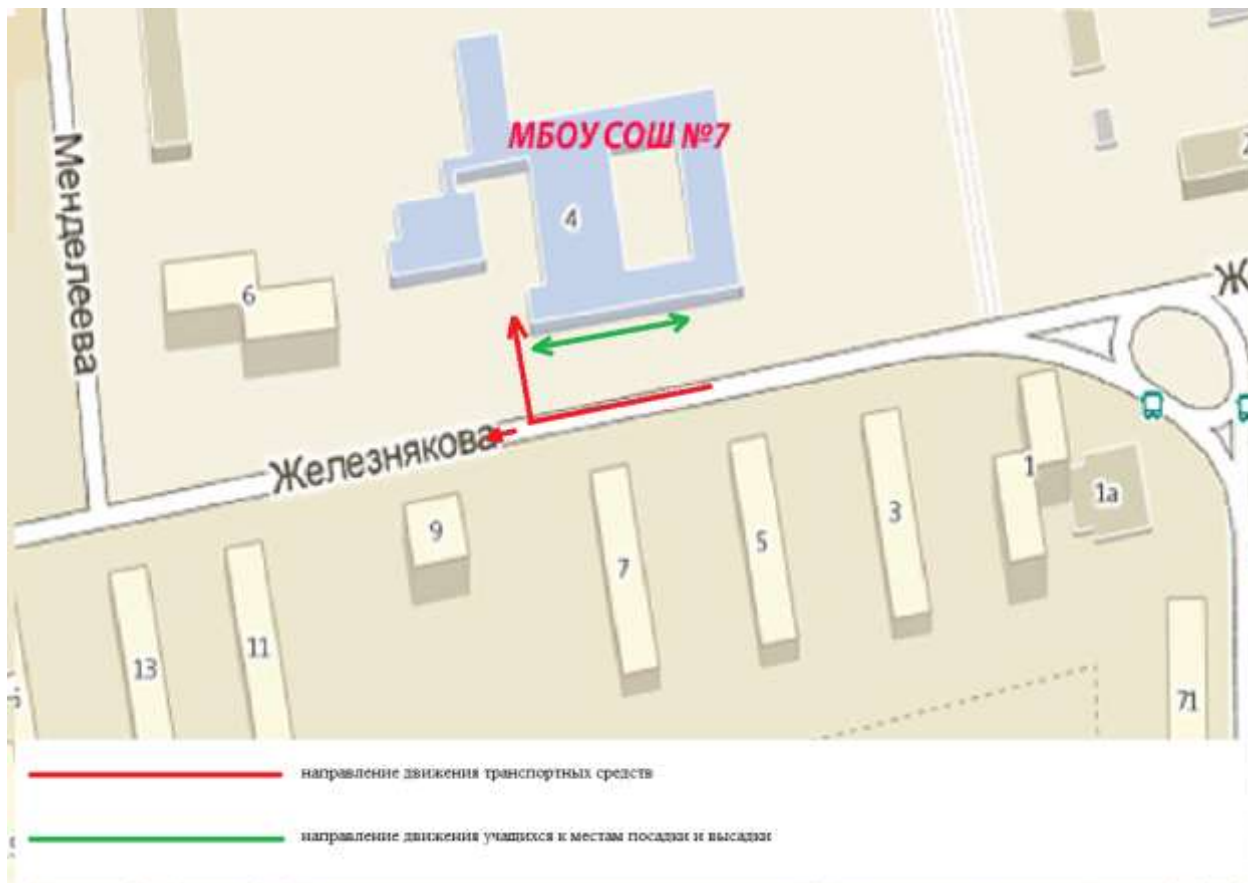 МБОУ СОШ №7
Менделеева
4
6
Ж
Железнякова
9
7
5
3
1
1а
13
11
71
направление движения транспортных средств
направление движения учащихся к местам посадки и высадки